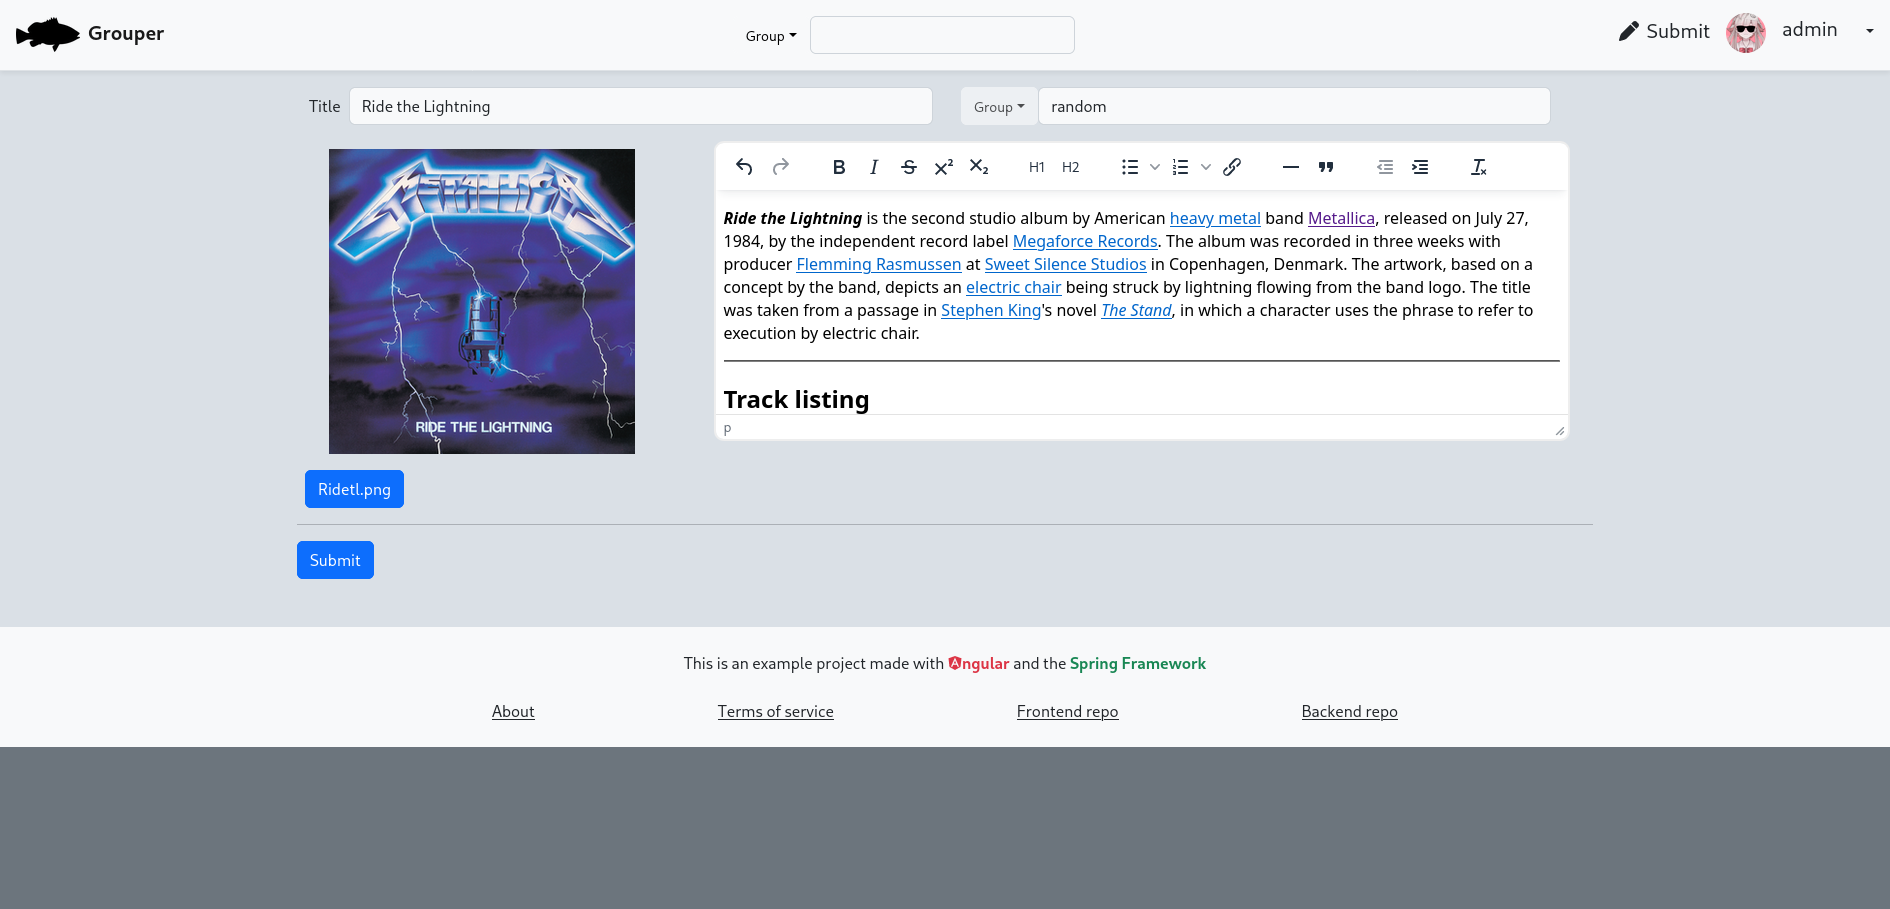 Grouper
Group
Submit
admin
Title
Ride the Lightning
Group
random
METALLICA
RIDE THE LIGHTNING
B I S X² X₂ H1 H2
Ride the Lightning is the second studio album by American heavy metal band Metallica, released on July 27,
1984, by the independent record label Megaforce Records. The album was recorded in three weeks with
producer Flemming Rasmussen at Sweet Silence Studios in Copenhagen, Denmark. The artwork, based on a
concept by the band, depicts an electric chair being struck by lightning flowing from the band logo. The title
was taken from a passage in Stephen King's novel The Stand, in which a character uses the phrase to refer to
execution by electric chair.
Track listing
p
Ridetl.png
Submit
This is an example project made with Angular and the Spring Framework
About
Terms of service
Frontend repo
Backend repo